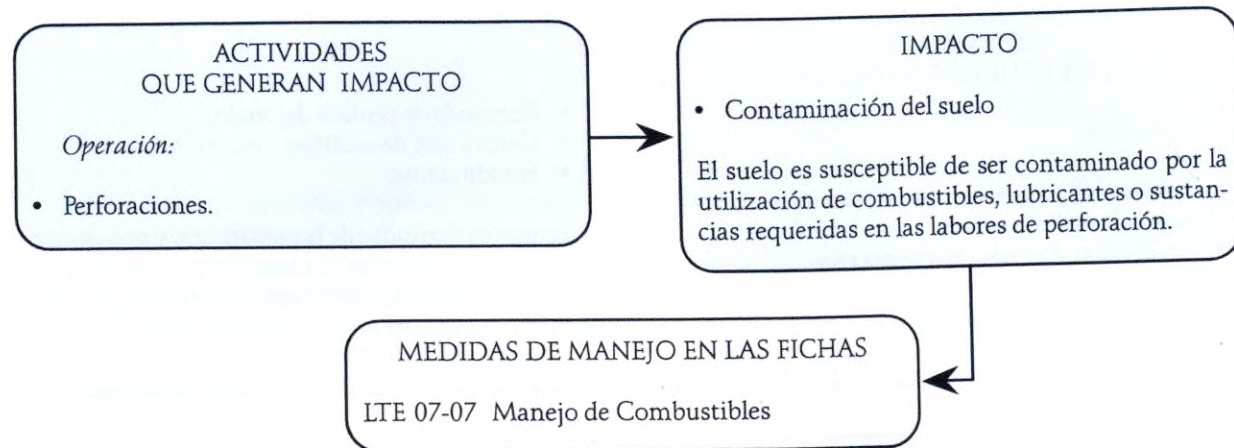 ACTIVIDADES
QUE GENERAN IMPACTO
Operación:
• Perforaciones.
IMPACTO
• Contaminación del suelo
El suelo es susceptible de ser contaminado por la
utilización de combustibles, lubricantes o sustan-
cias requeridas en las labores de perforación.
MEDIDAS DE MANEJO EN LAS FICHAS
LTE 07-07 Manejo de Combustibles